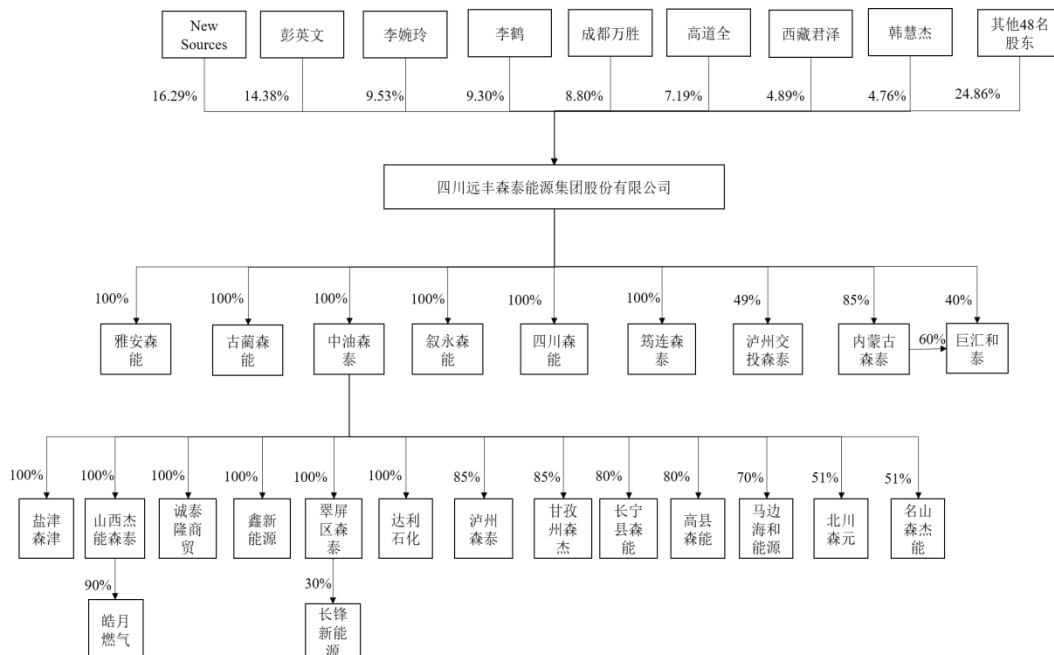 New
Sources
彭英文
李婉玲
李鹤
成都万胜
高道全
西藏君泽
韩慧杰
其他48名
股东
16.29%
14.38%
9.53%
9.30%
8.80%
7.19%
4.89%
4.76%
24.86%
四川远丰森泰能源集团股份有限公司
100%
100%
100%
100%
100%
100%
49%
85%
40%
雅安森
能
古蔺森
能
中油森
泰
叙永森
能
四川森
能
筠连森
泰
泸州交
投森泰
内蒙古
森泰
60%
巨汇和
泰
100%
100%
100%
100%
100%
100%
85%
85%
80%
80%
70%
51%
51%
盐津
森津
山西杰
能森泰
诚泰
隆商
贸
鑫新
能源
翠屏
区森
泰
达利
石化
泸州
森泰
甘孜
州森
杰
长宁
县森
能
高县
森能
马边
海和
能源
北川
森元
名山
森杰
能
90%
30%
皓月
燃气
长锋
新能
源